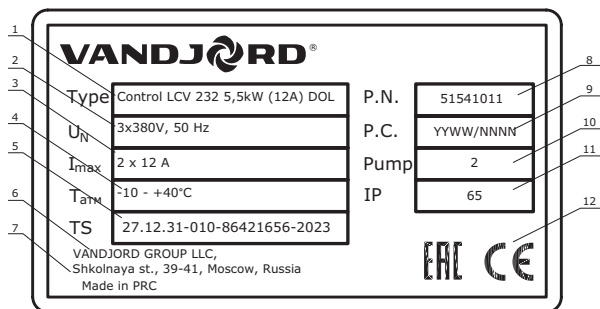 VANDJORD®
Type Control LCV 232 5,5kW (12A) DOL
UN 3x380V, 50 Hz
Imax 2 x 12 A
Tатм -10 - +40°C
TS 27.12.31-010-86421656-2023
P.N. 51541011
P.C. YYWW/NNNN
Pump 2
IP 65
VANDJORD GROUP LLC,
Shkolnaya st., 39-41, Moscow, Russia
Made in PRC
EAC CE
1
2
3
4
5
6
7
8
9
10
11
12